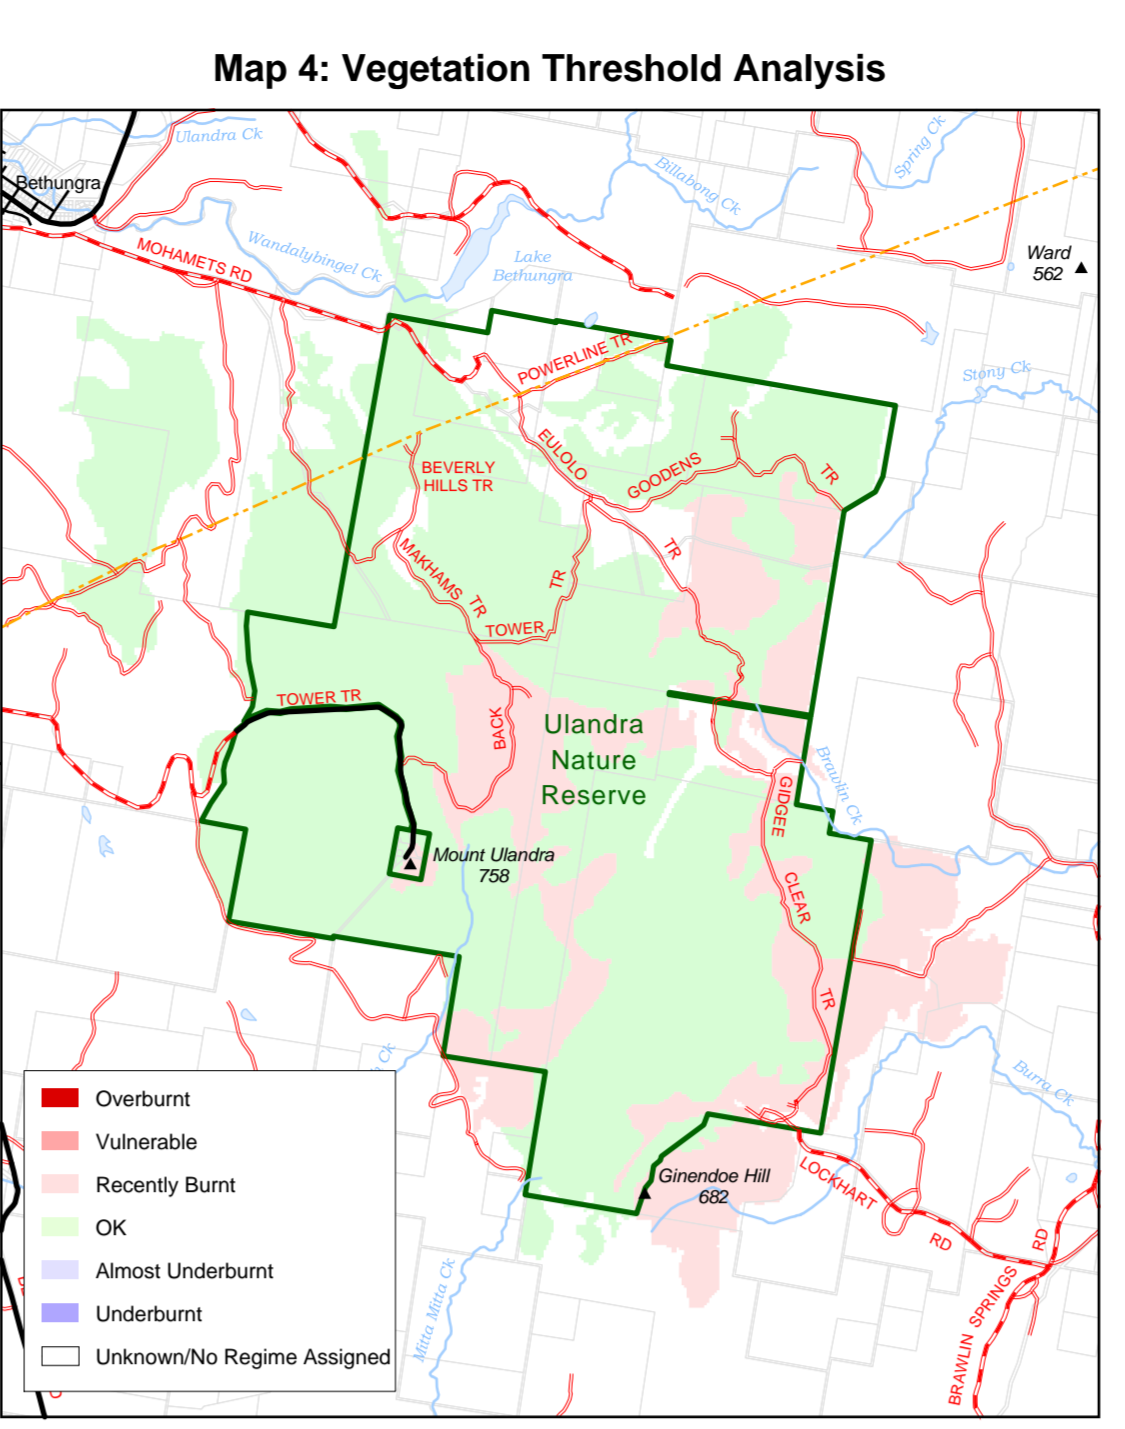 Map 4: Vegetation Threshold Analysis
Ulandra Ck
Bethungra
Billabong Ck
Spring Ck
MOHAMETS RD
Wandalybingel Ck
Lake
Bethungra
Ward
562
POWERLINE TR
Stony Ck
EULOLO
TR
GOODENS
TR
BEVERLY
HILLS TR
MAKHAMS
TR
TOWER
TR
TOWER TR
BACK
Ulandra
Nature
Reserve
Brawlin Ck
GIDGEE
CLEAR
TR
Mount Ulandra
758
Ck
Burra Ck
Ginendoe Hill
682
LOCKHART
RD
BRAWLIN SPRINGS
RD
Mitta Mitta Ck
Overburnt
Vulnerable
Recently Burnt
OK
Almost Underburnt
Underburnt
Unknown/No Regime Assigned